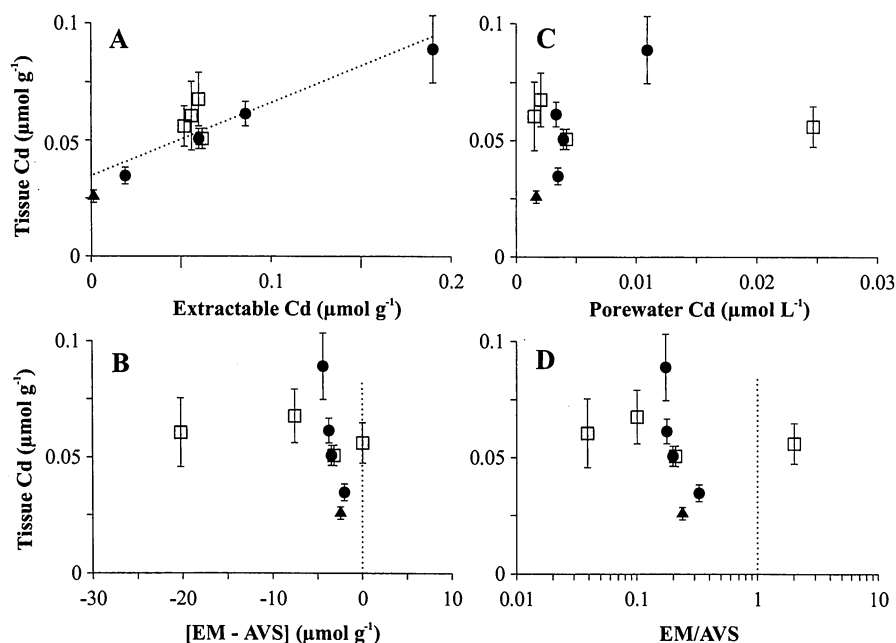 A
C
0.1
0.05
0
Tissue Cd (µmol g⁻¹)
0
0.1
0.2
Extractable Cd (µmol g⁻¹)
0.1
0.05
0
0
0.01
0.02
0.03
Porewater Cd (µmol L⁻¹)
B
D
0.1
0.05
0
Tissue Cd (µmol g⁻¹)
-30
-20
-10
0
10
[EM - AVS] (µmol g⁻¹)
0.1
0.05
0
0.01
0.1
1
10
EM/AVS